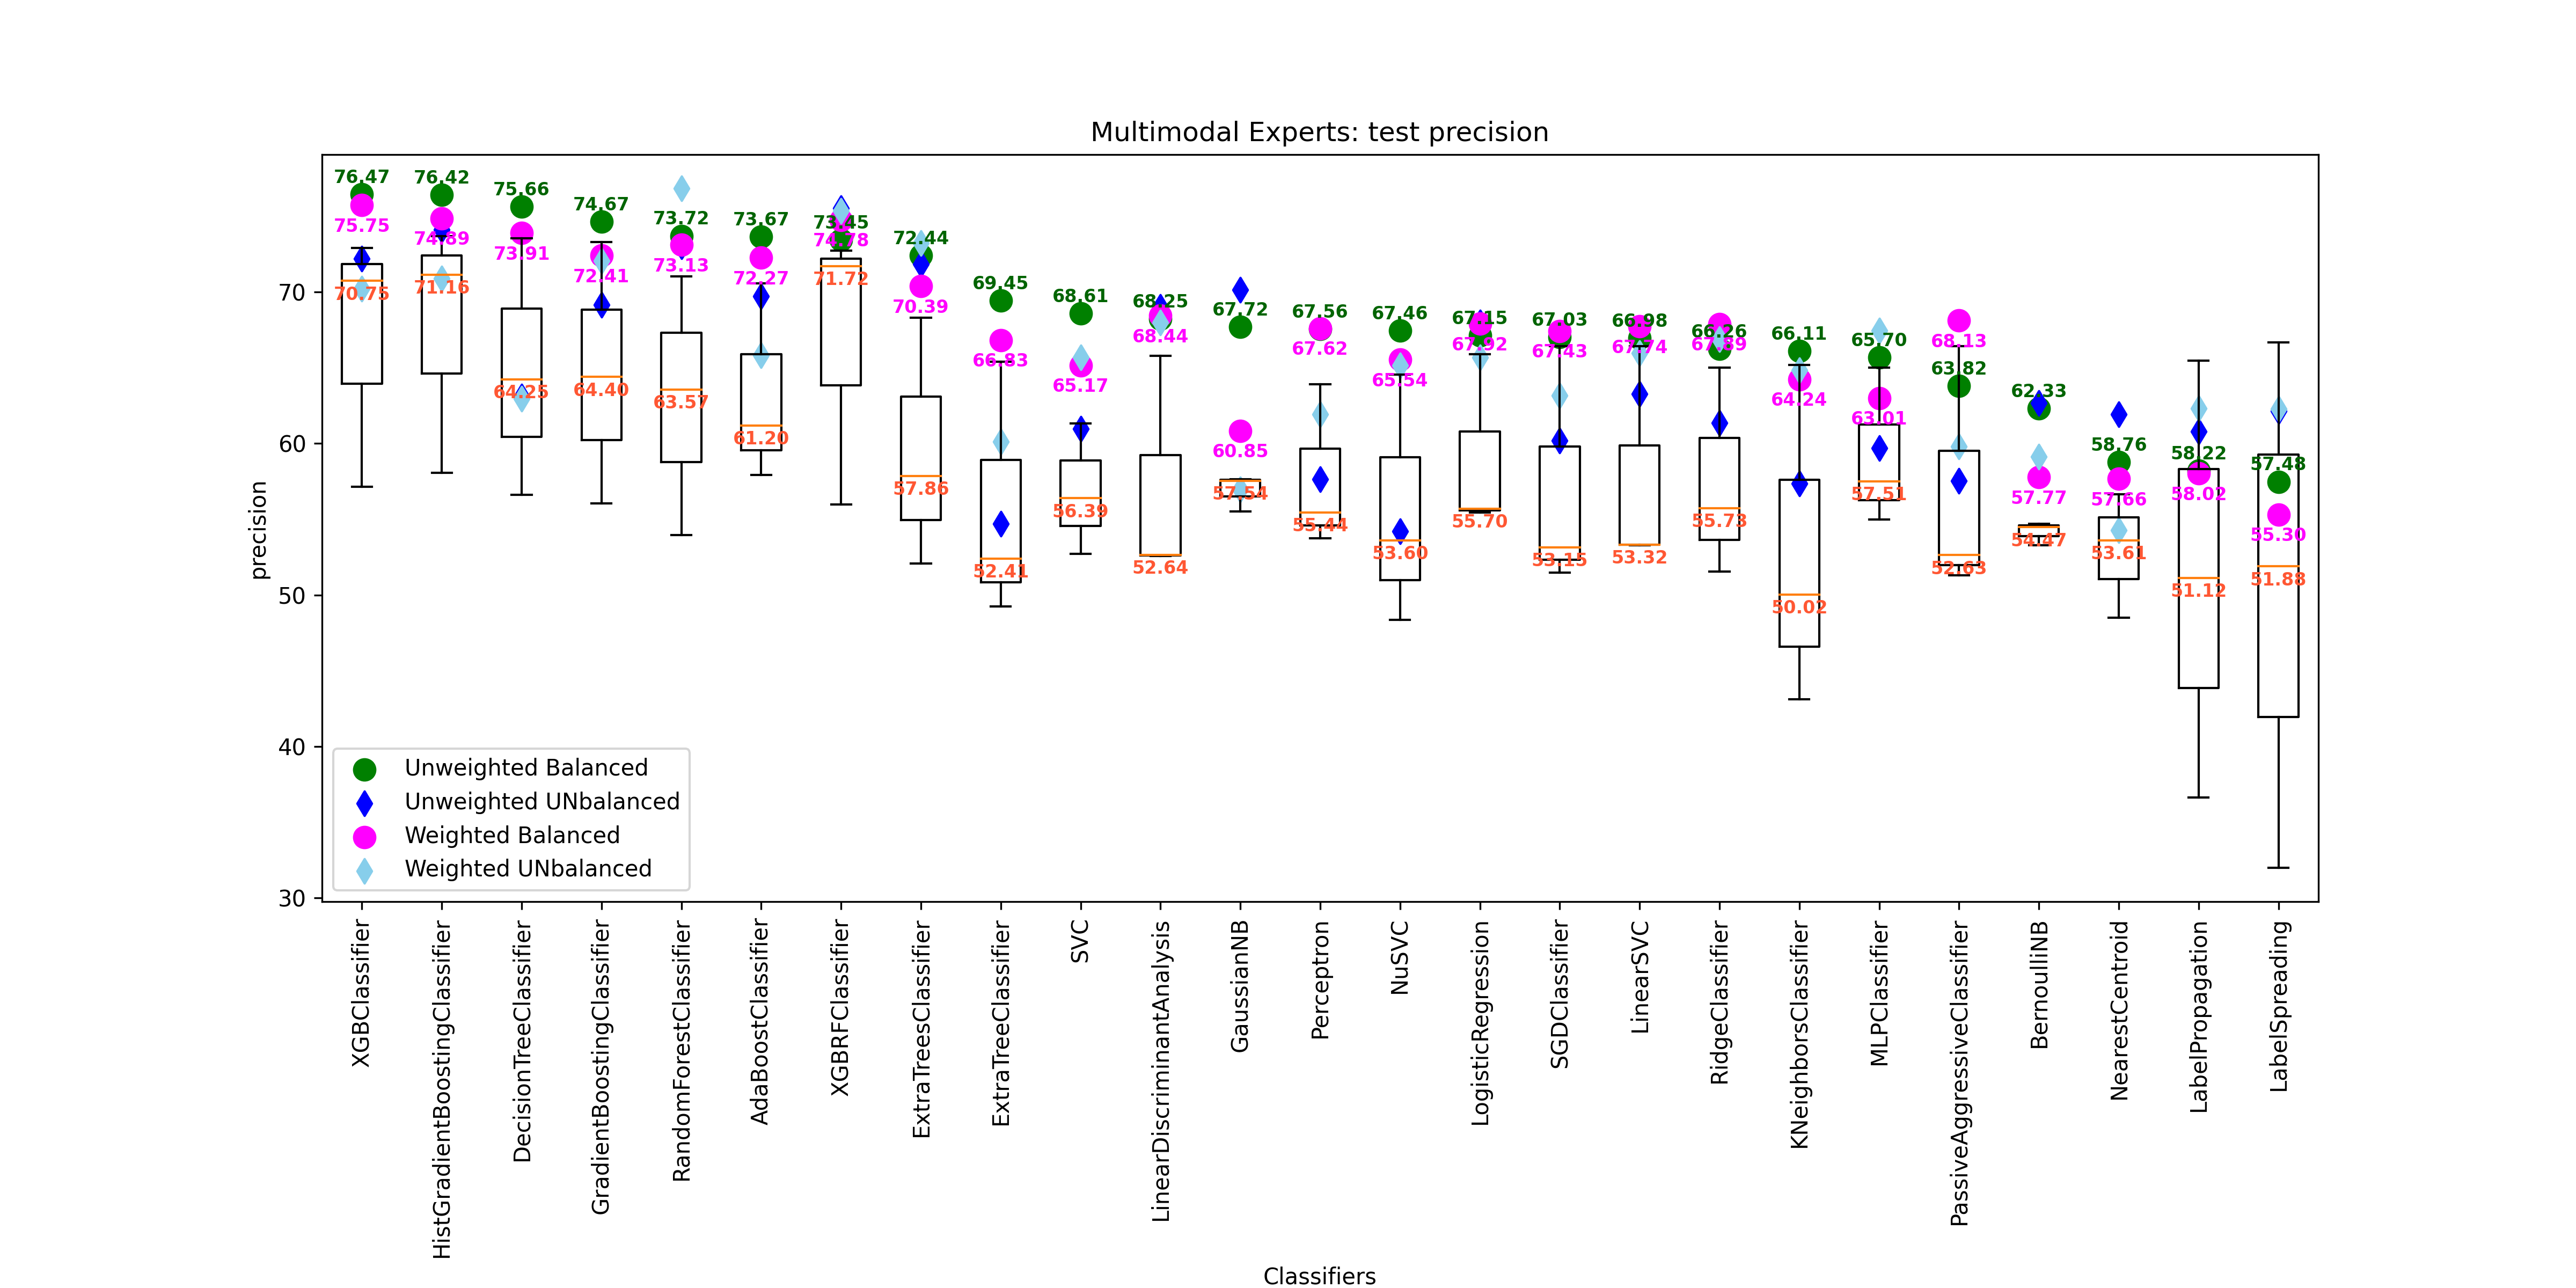 Multimodal Experts: test precision
76.47
76.42
75.66
74.67
73.72
73.67
73.45
72.44
69.45
68.61
68.25
67.72
67.56
67.46
67.15
67.03
66.98
66.26
66.11
65.70
63.82
62.33
58.76
58.22
57.48
75.75
74.89
73.91
72.41
73.13
72.27
74.78
70.39
66.83
65.17
68.44
60.85
67.62
65.54
67.92
67.43
67.74
67.89
64.24
63.01
68.13
57.77
57.66
58.02
55.30
70.75
71.16
64.25
64.40
63.57
61.20
71.72
57.86
52.41
56.39
52.64
57.54
55.44
53.60
55.70
53.15
53.32
55.73
50.02
57.51
52.63
54.47
53.61
51.12
51.88
precision
70
60
50
40
30
Unweighted Balanced
Unweighted UNbalanced
Weighted Balanced
Weighted UNbalanced
XGBClassifier
HistGradientBoostingClassifier
DecisionTreeClassifier
GradientBoostingClassifier
RandomForestClassifier
AdaBoostClassifier
XGBRFClassifier
ExtraTreesClassifier
ExtraTreeClassifier
SVC
LinearDiscriminantAnalysis
GaussianNB
Perceptron
NuSVC
LogisticRegression
SGDClassifier
LinearSVC
RidgeClassifier
KNeighborsClassifier
MLPClassifier
PassiveAggressiveClassifier
BernoulliNB
NearestCentroid
LabelPropagation
LabelSpreading
Classifiers